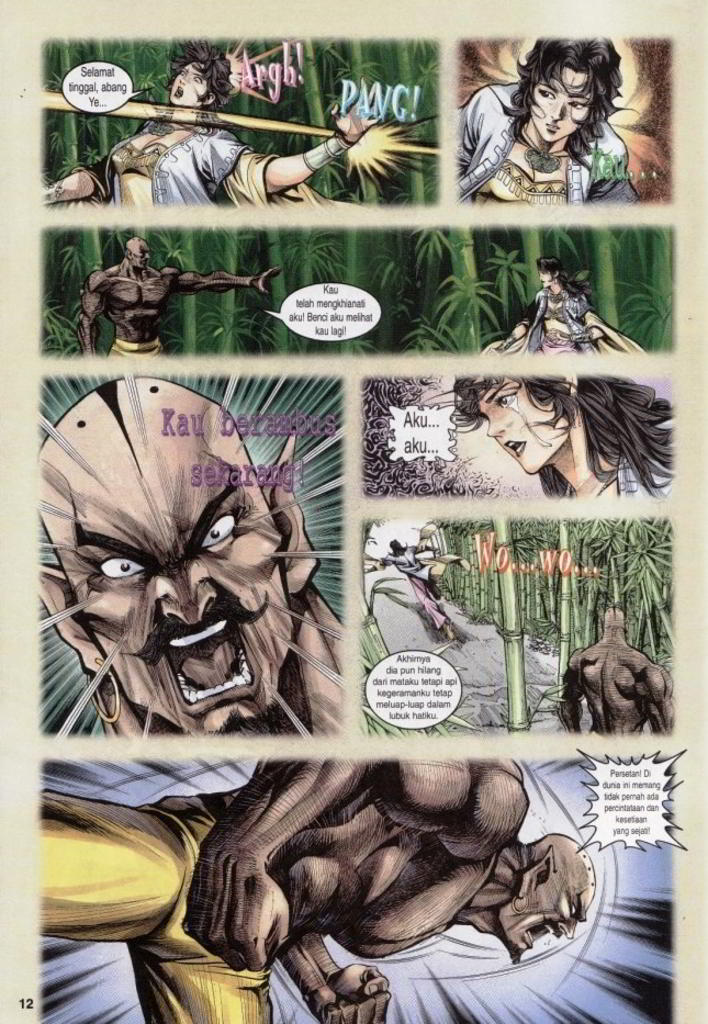 Selamat
tinggal, abang
Ye...
Argh!
PANG!
Kau...
Kau
telah mengkhianati
aku! Benci aku melihat
kau lagi!
Kau berambus
sekarang!
Aku...
aku...
Wo...wo...
Akhirnya
dia pun hilang
dari mataku tetapi api
kegeramanku tetap
meluap-luap dalam
lubuk hatiku.
Persetan! Di
dunia ini memang
tidak pernah ada
percintaan dan
kesetiaan
yang sejati!
12